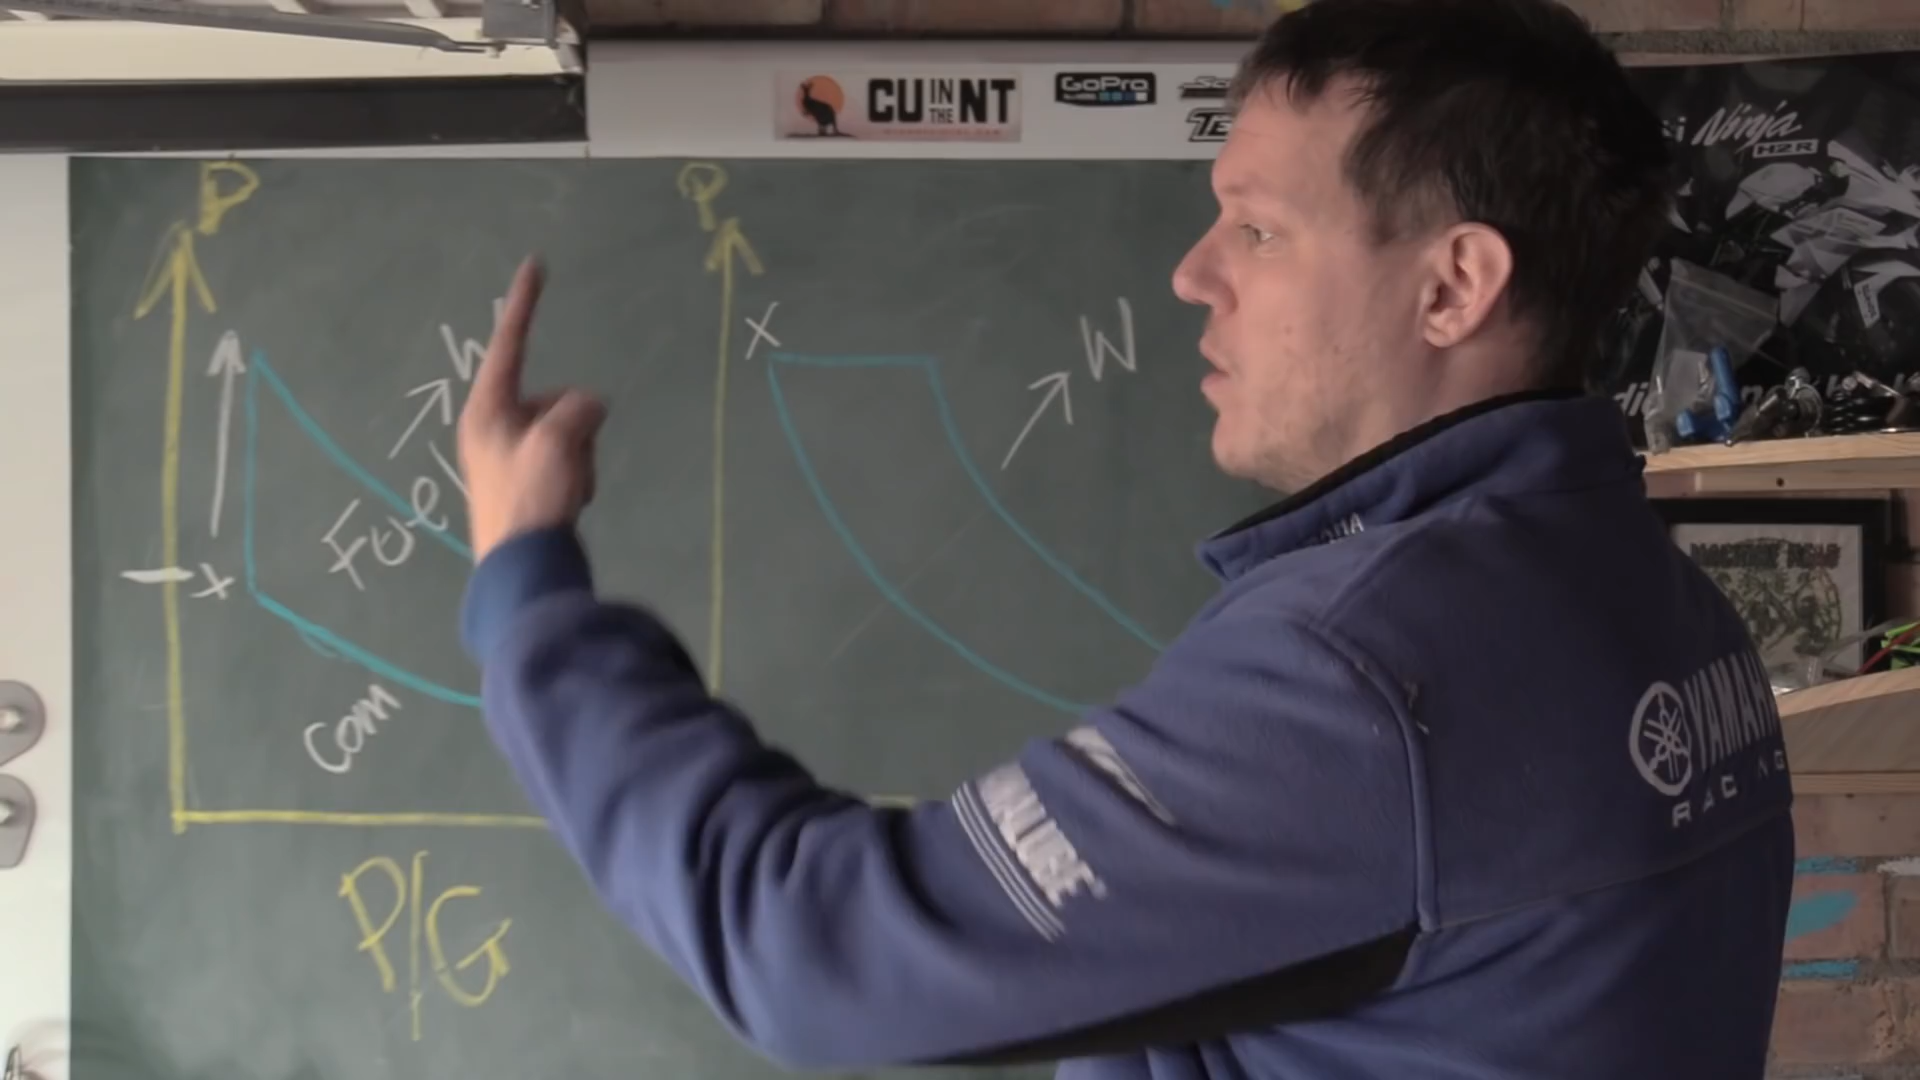 CU IN THE NT
GoPro
Ninja
H2R
P
P
X
W
W
Fuel
x
com
P/G
YAMAHA
RACING